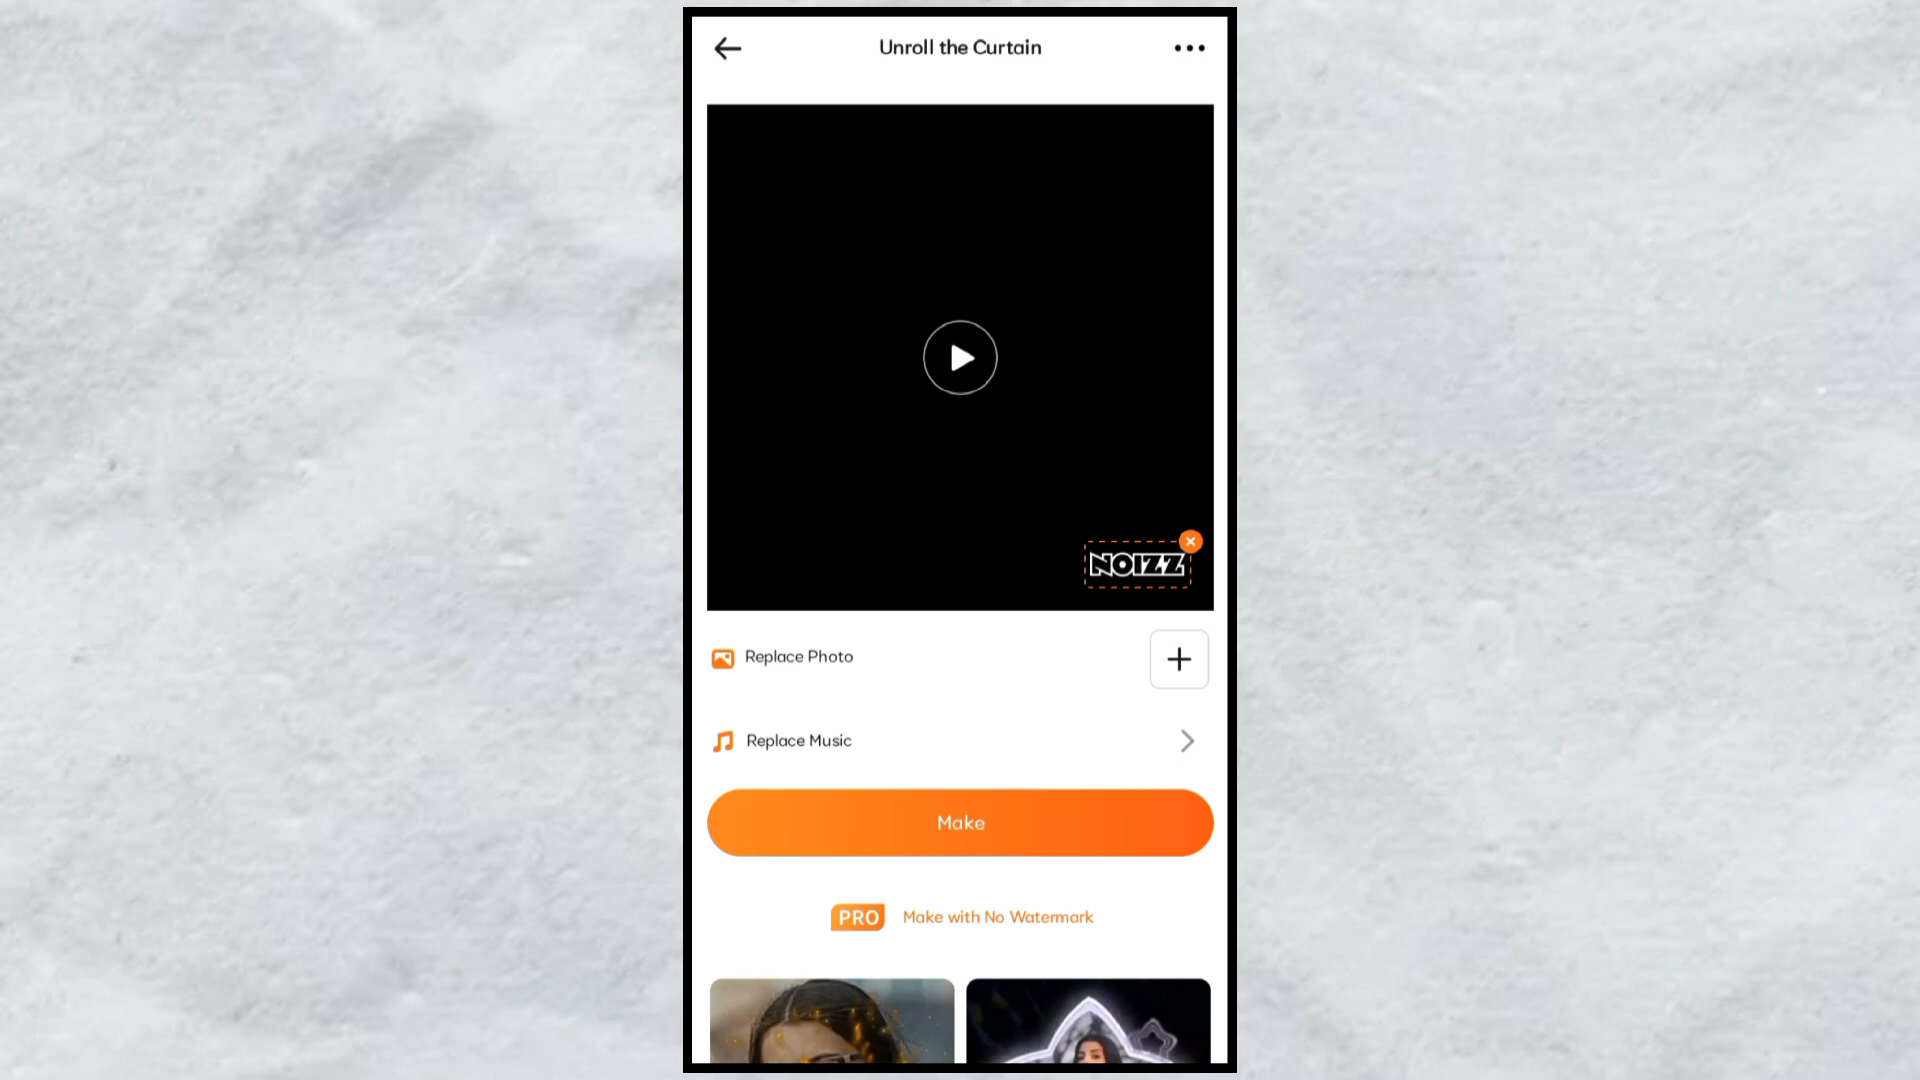 Unroll the Curtain
NOIZZ
Replace Photo
Replace Music
Make
PRO Make with No Watermark